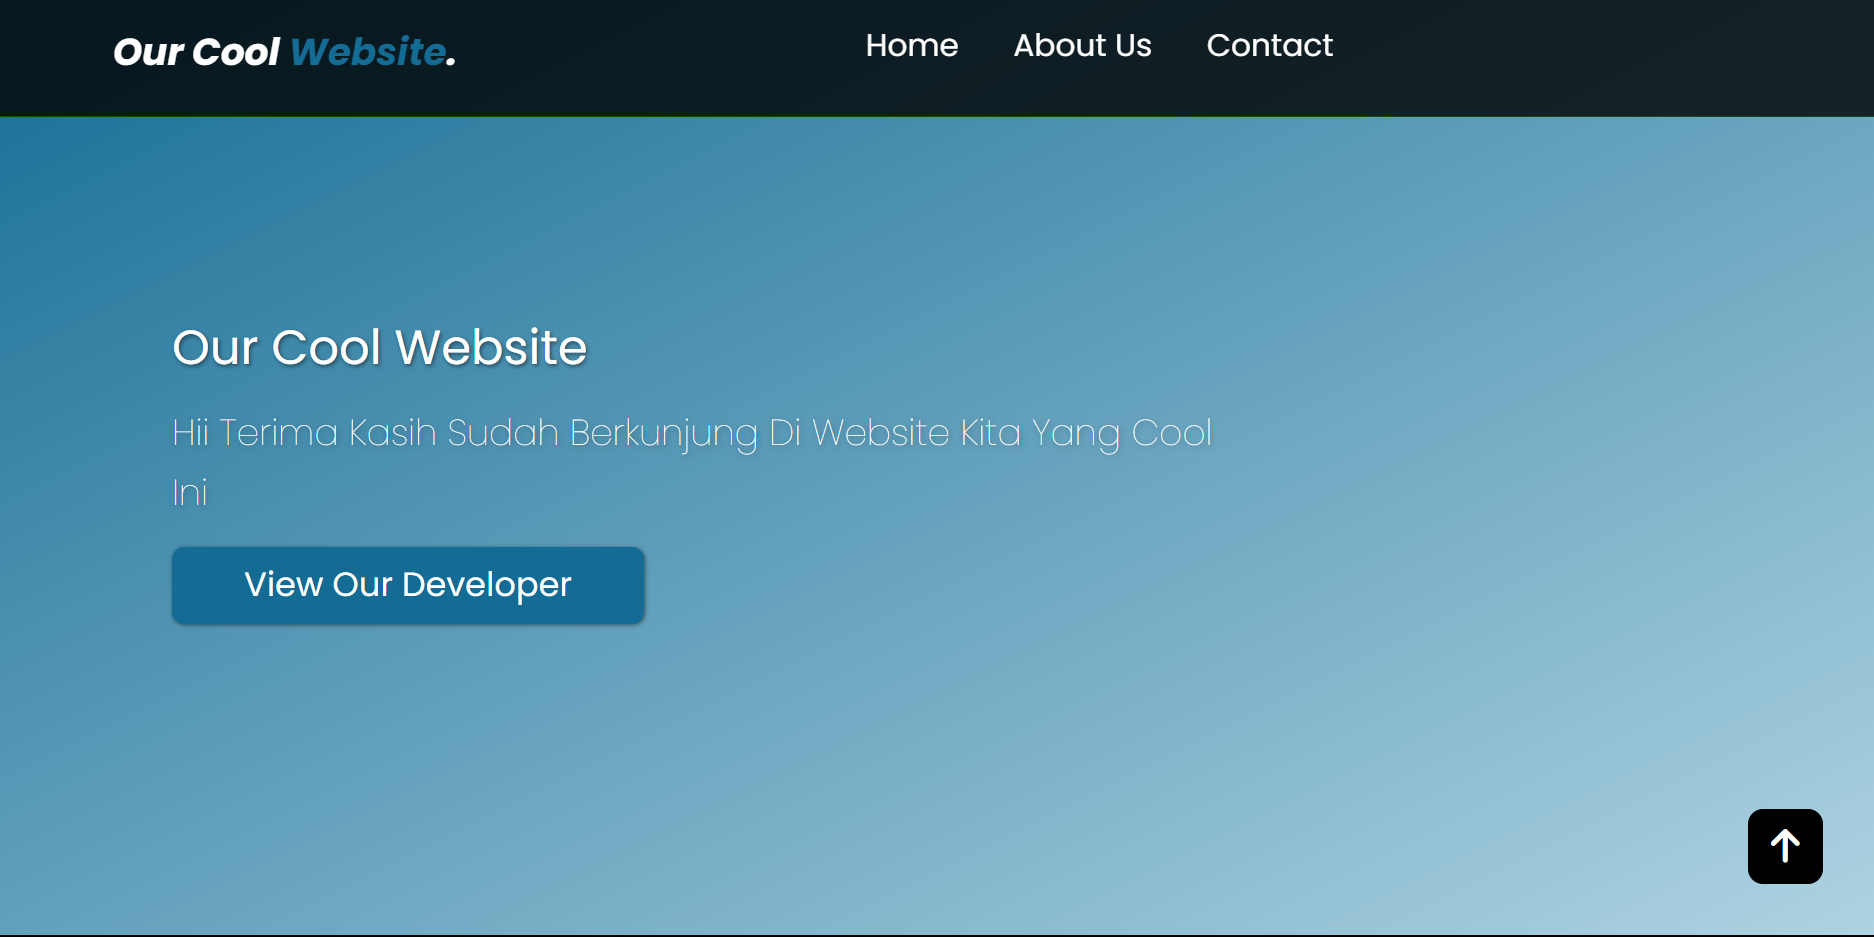 Our Cool Website.
Home About Us Contact
Our Cool Website
Hii Terima Kasih Sudah Berkunjung Di Website Kita Yang Cool
Ini
View Our Developer